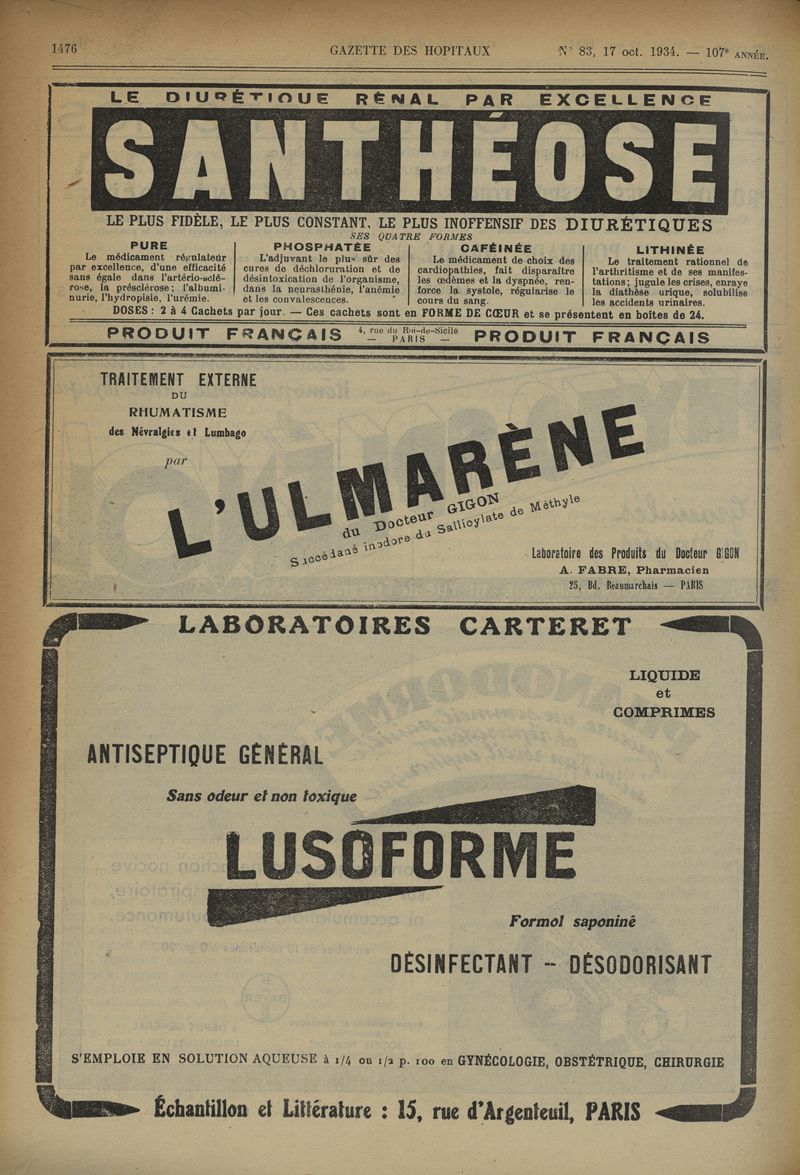 1476
GAZETTE DES HOPITAUX
N° 83, 17 oct. 1934. — 107e ANNÉE.
LE DIURÉTIQUE RÉNAL PAR EXCELLENCE
SANTHÉOSE
LE PLUS FIDÈLE, LE PLUS CONSTANT, LE PLUS INOFFENSIF DES DIURÉTIQUES
SES QUATRE FORMES
PURE
Le médicament régulateur
par excellence, d'une efficacité
sans égale dans l'artério-sclé-
rose, la présclérose; l'albumi-
nurie, l'hydropisie, l'urémie.
PHOSPHATÉE
L'adjuvant le plus sûr des
cures de déchloruration et de
désintoxication de l'organisme,
dans la neurasthénie, l'anémie
et les convalescences.
CAFÉINÉE
Le médicament de choix des
cardiopathies, fait disparaître
les œdèmes et la dyspnée, ren-
force la systole, régularise le
cours du sang.
LITHINÉE
Le traitement rationnel de
l'arthritisme et de ses manifes-
tations; jugule les crises, enraye
la diathèse urique, solubilise
les accidents urinaires.
DOSES: 2 à 4 Cachets par jour. — Ces cachets sont en FORME DE CŒUR et se présentent en boîtes de 24.
PRODUIT FRANÇAIS
4, rue du Roi-de-Sicile
— PARIS —
PRODUIT FRANÇAIS
TRAITEMENT EXTERNE
DU
RHUMATISME
des Névralgies et Lumbago
par
L'ULMARÈNE
du Docteur GIGON
Succédané inodore du Salicylate de Méthyle
Laboratoire des Produits du Docteur GIGON
A. FABRE, Pharmacien
25, Bd. Beaumarchais — PARIS
LABORATOIRES CARTERET
LIQUIDE
et
COMPRIMES
ANTISEPTIQUE GÉNÉRAL
Sans odeur et non toxique
LUSOFORME
Formol saponiné
DÉSINFECTANT -- DÉSODORISANT
S'EMPLOIE EN SOLUTION AQUEUSE à 1/4 ou 1/2 p. 100 en GYNÉCOLOGIE, OBSTÉTRIQUE, CHIRURGIE
Échantillon et Littérature : 15, rue d'Argenteuil, PARIS